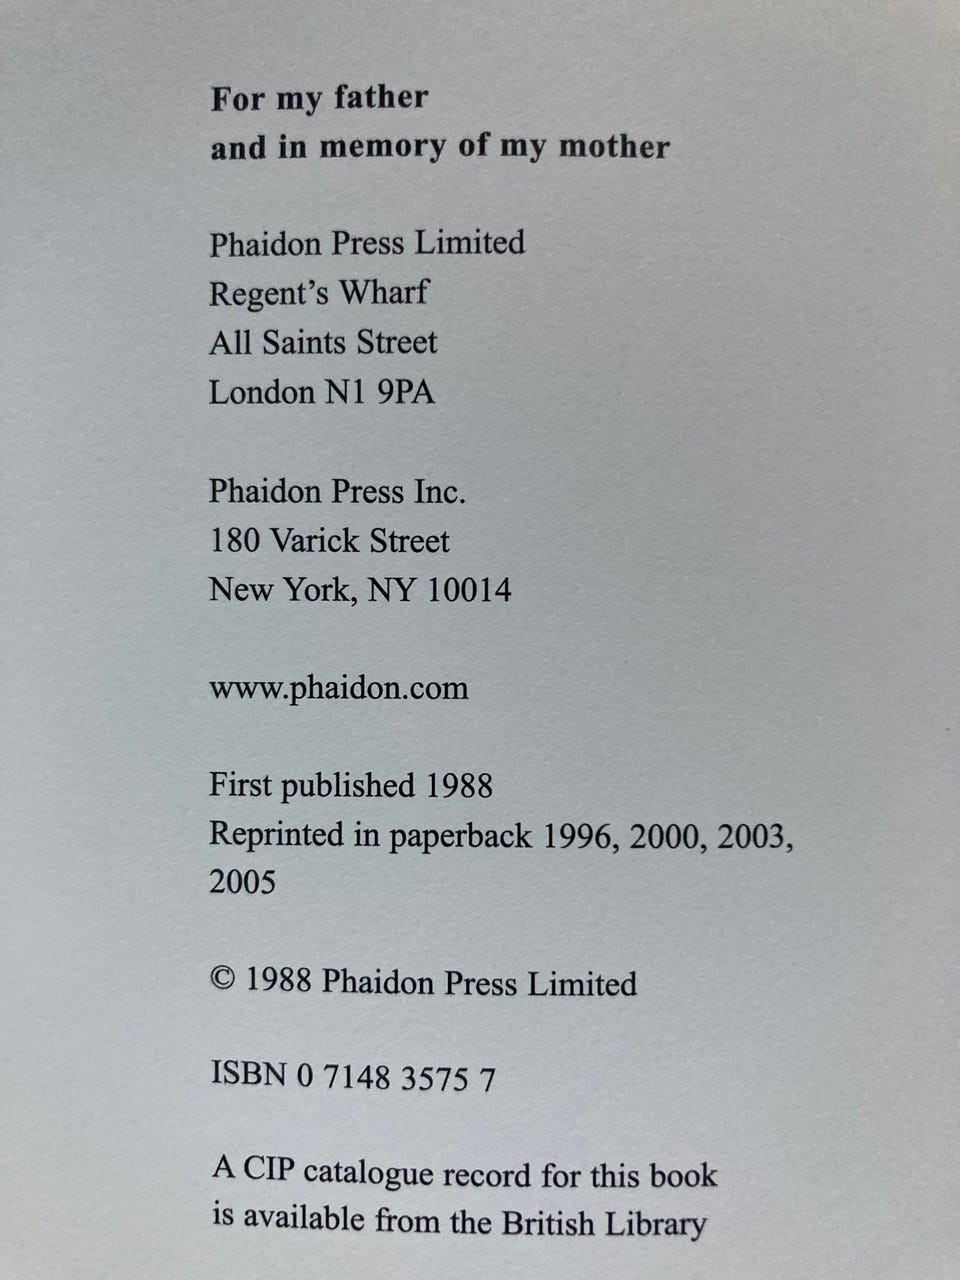 For my father
and in memory of my mother
Phaidon Press Limited
Regent’s Wharf
All Saints Street
London N1 9PA
Phaidon Press Inc.
180 Varick Street
New York, NY 10014
www.phaidon.com
First published 1988
Reprinted in paperback 1996, 2000, 2003,
2005
© 1988 Phaidon Press Limited
ISBN 0 7148 3575 7
A CIP catalogue record for this book
is available from the British Library